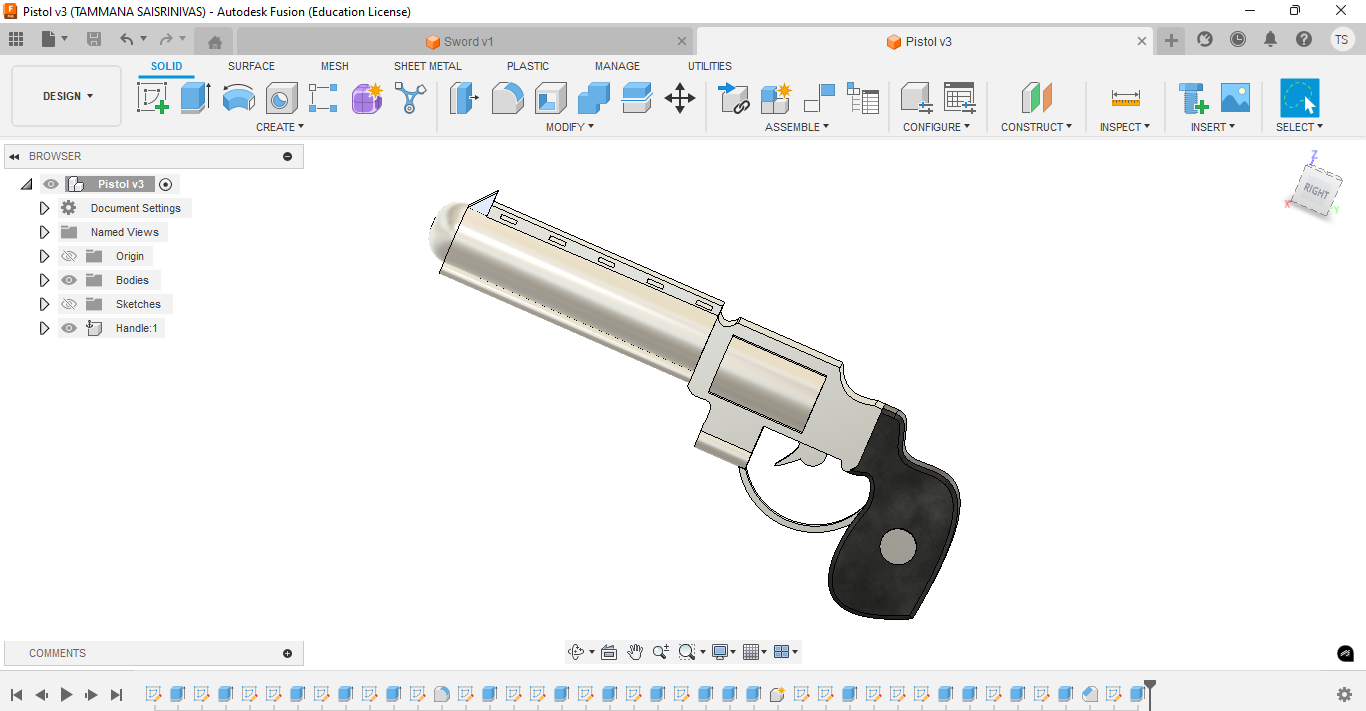 Pistol v3 (TAMMANA SAISRINIVAS) - Autodesk Fusion (Education License)
Sword v1
Pistol v3
TS
SOLID SURFACE MESH SHEET METAL PLASTIC MANAGE UTILITIES
DESIGN
CREATE MODIFY ASSEMBLE CONFIGURE CONSTRUCT INSPECT INSERT SELECT
BROWSER
Pistol v3
Document Settings
Named Views
Origin
Bodies
Sketches
Handle:1
Z
RIGHT
X
Y
COMMENTS